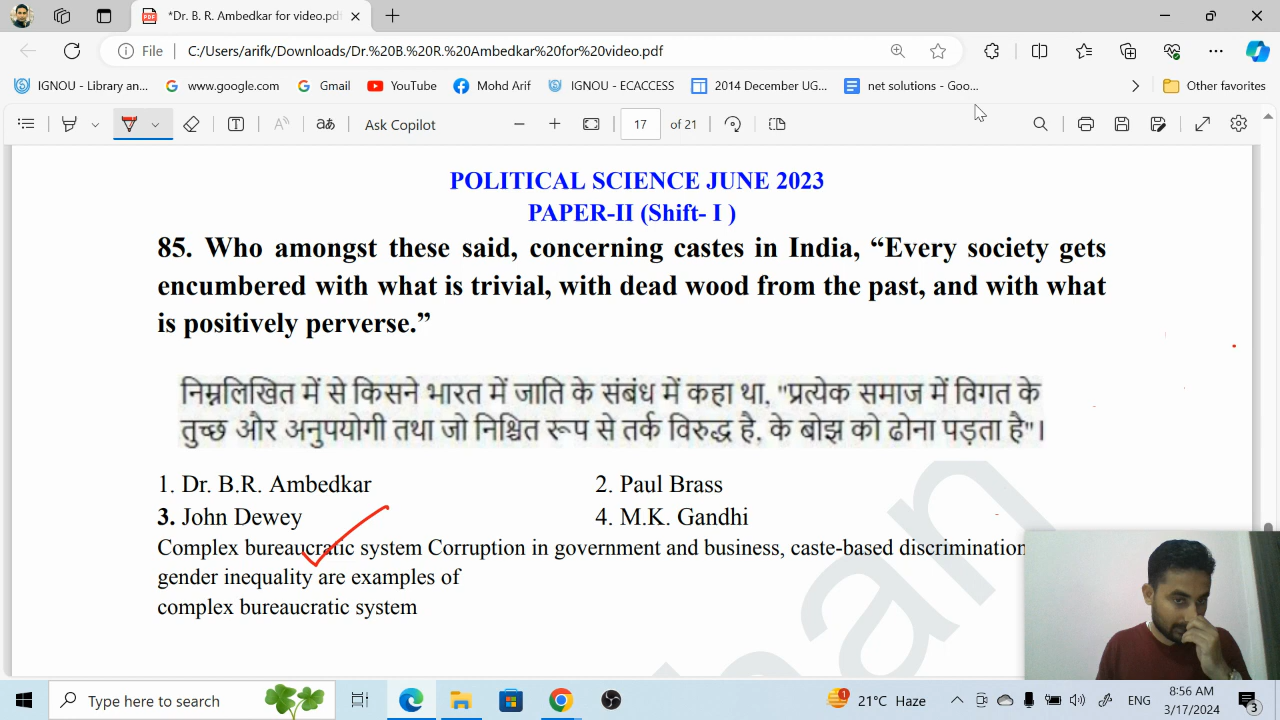 *Dr. B. R. Ambedkar for video.pdf
File C:/Users/arifk/Downloads/Dr.%20B.%20R.%20Ambedkar%20for%20video.pdf
IGNOU - Library an... www.google.com Gmail YouTube Mohd Arif IGNOU - ECACCESS 2014 December UG... net solutions - Goo... Other favorites
Ask Copilot 17 of 21
POLITICAL SCIENCE JUNE 2023
PAPER-II (Shift- I )
85. Who amongst these said, concerning castes in India, “Every society gets
encumbered with what is trivial, with dead wood from the past, and with what
is positively perverse.”
निम्नलिखित में से किसने भारत में जाति के संबंध में कहा था, "प्रत्येक समाज में विगत के
तुच्छ और अनुपयोगी तथा जो निश्चित रूप से तर्क विरुद्ध है, के बोझ को ढोना पड़ता है"।
1. Dr. B.R. Ambedkar 2. Paul Brass
3. John Dewey 4. M.K. Gandhi
Complex bureaucratic system Corruption in government and business, caste-based discrimination
gender inequality are examples of
complex bureaucratic system
Type here to search 21°C Haze ENG 8:56 AM
3/17/2024 3